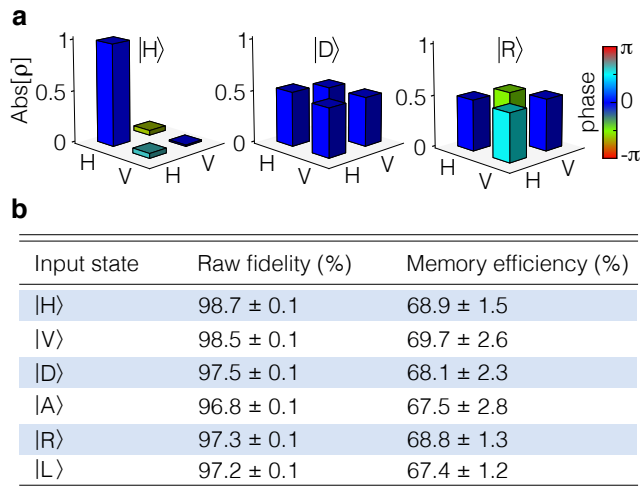 a
|H⟩ |D⟩ |R⟩
Abs[ρ]
1 0.5 0
H V H V
1 0.5 0
H V H V
1 0.5 0
H V H V
phase
π
0
-π
b
Input state Raw fidelity (%) Memory efficiency (%)
|H⟩ 98.7 ± 0.1 68.9 ± 1.5
|V⟩ 98.5 ± 0.1 69.7 ± 2.6
|D⟩ 97.5 ± 0.1 68.1 ± 2.3
|A⟩ 96.8 ± 0.1 67.5 ± 2.8
|R⟩ 97.3 ± 0.1 68.8 ± 1.3
|L⟩ 97.2 ± 0.1 67.4 ± 1.2